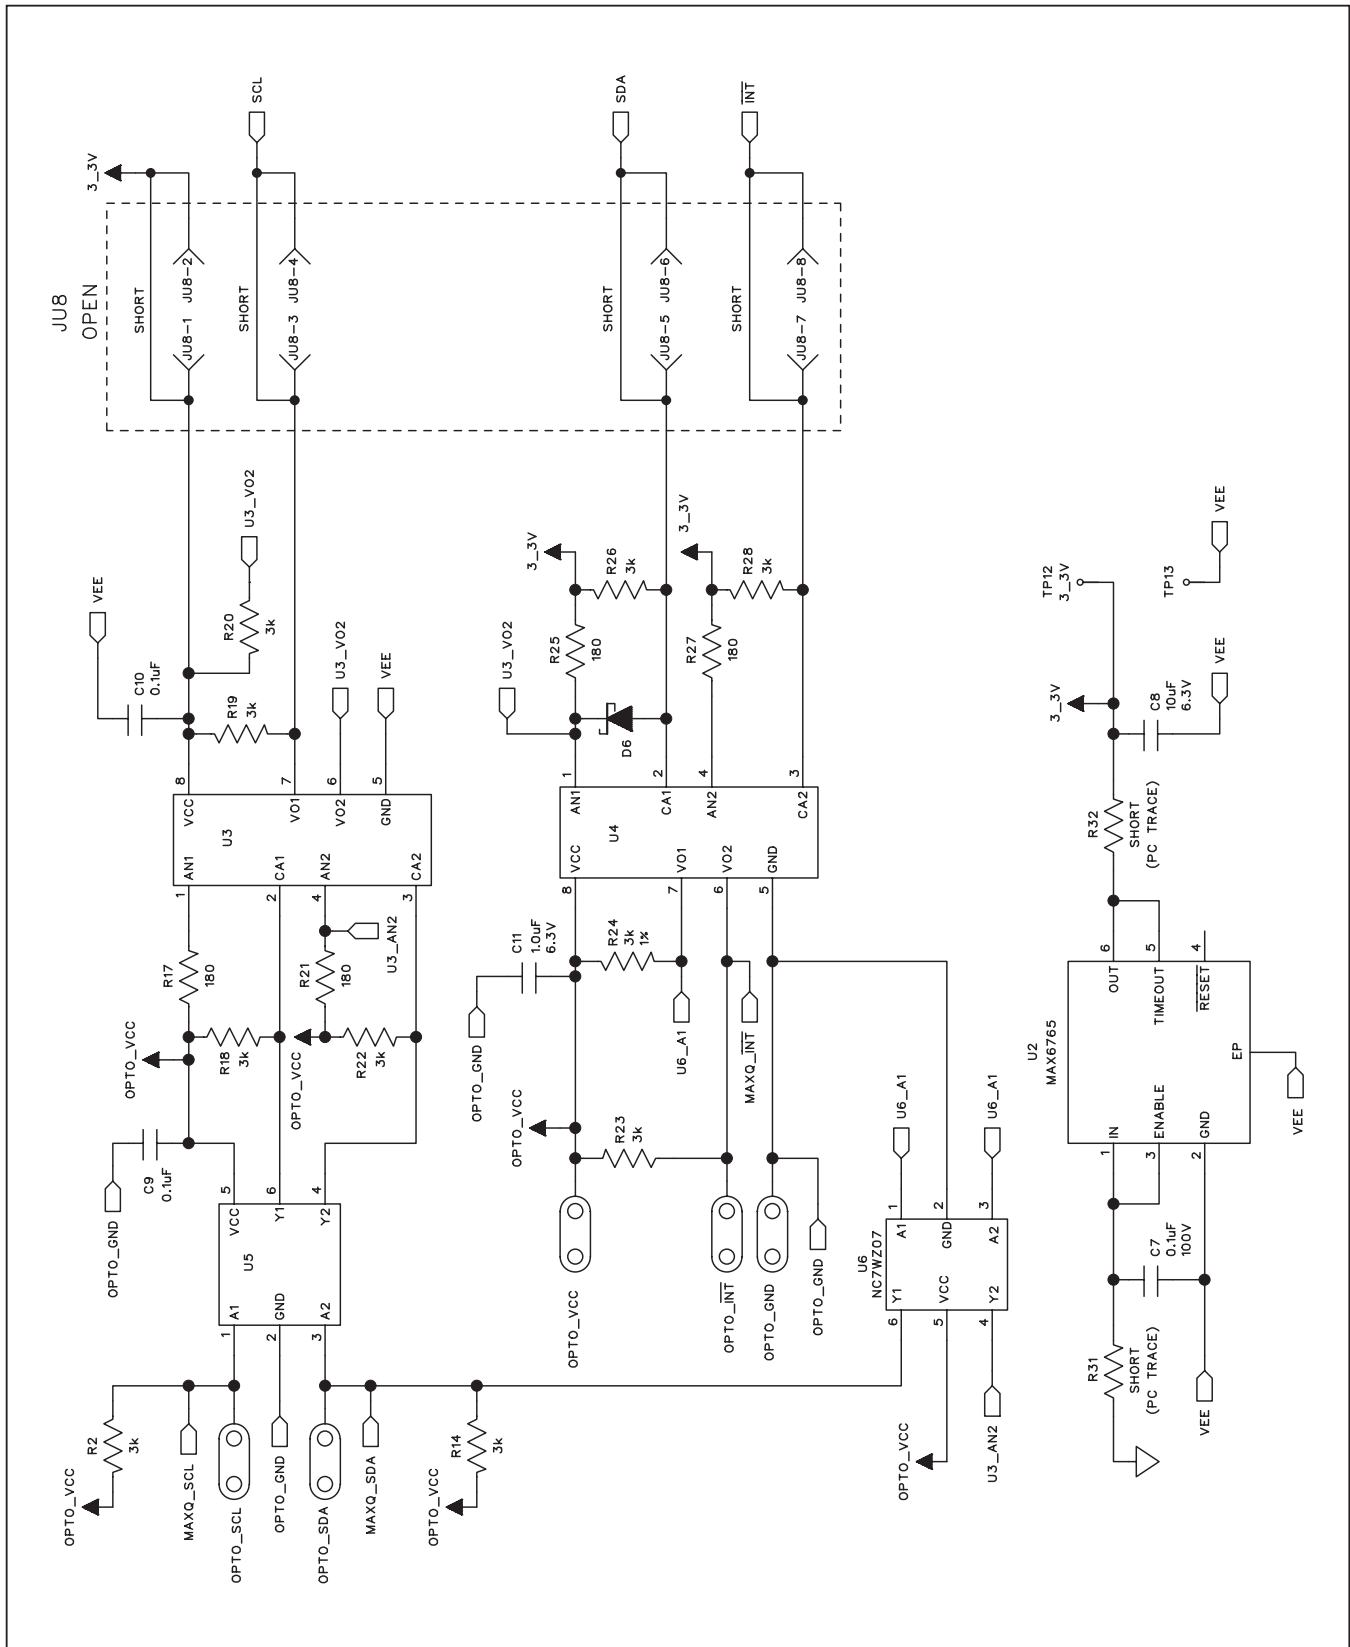 JU8
OPEN
3_3V
SHORT
JU8-1
JU8-2
SCL
SHORT
JU8-3
JU8-4
SDA
SHORT
JU8-5
JU8-6
INT
SHORT
JU8-7
JU8-8
VEE
C10
0.1uF
R20
3k
U3_VO2
R19
3k
U3_VO2
VEE
8
7
6
5
VCC
VO1
VO2
GND
U3
AN1
CA1
AN2
CA2
1
2
4
3
R17
180
R21
180
U3_AN2
OPTO_VCC
R18
3k
OPTO_VCC
R22
3k
OPTO_GND
C9
0.1uF
5
6
4
VCC
Y1
Y2
U5
A1
GND
A2
1
2
3
OPTO_VCC
R2
3k
MAXQ_SCL
OPTO_SCL
OPTO_GND
OPTO_SDA
MAXQ_SDA
OPTO_VCC
R14
3k
3_3V
R26
3k
U3_VO2
R25
180
D6
3_3V
R28
3k
R27
180
1
2
4
3
AN1
CA1
AN2
CA2
U4
VCC
VO1
VO2
GND
8
7
6
5
OPTO_GND
C11
1.0uF
6.3V
R24
3k
1%
U6_A1
MAXQ_INT
OPTO_VCC
R23
3k
OPTO_VCC
OPTO_INT
OPTO_GND
OPTO_GND
U6_A1
U6_A1
1
2
3
A1
GND
A2
U6
NC7WZ07
Y1
VCC
Y2
6
5
4
OPTO_VCC
U3_AN2
TP12
3_3V
TP13
VEE
3_3V
C8
10uF
6.3V
VEE
R32
SHORT
(PC TRACE)
6
5
4
OUT
TIMEOUT
RESET
U2
MAX6765
EP
VEE
IN
ENABLE
GND
1
3
2
C7
0.1uF
100V
R31
SHORT
(PC TRACE)
VEE